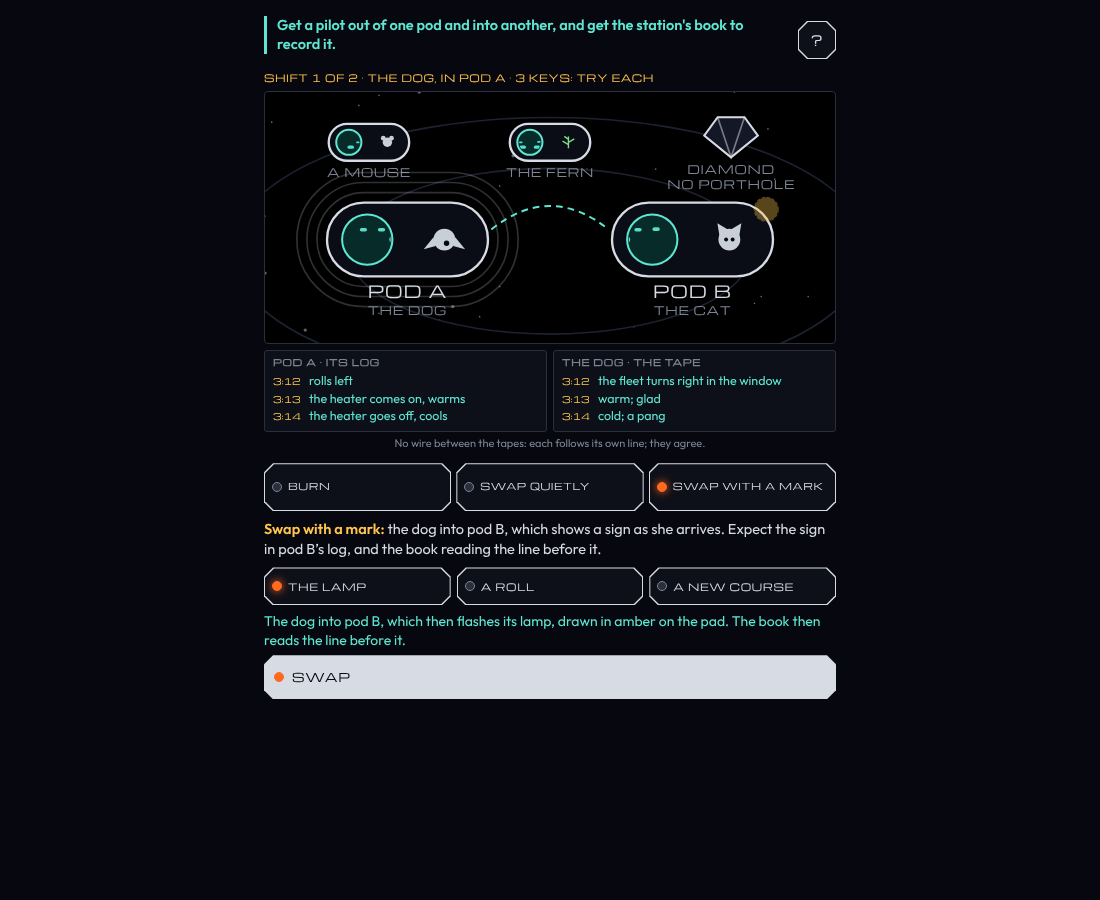 Get a pilot out of one pod and into another, and get the station's book to
record it.
?
SHIFT 1 OF 2 · THE DOG, IN POD A · 3 KEYS: TRY EACH
A MOUSE
THE FERN
DIAMOND
NO PORTHOLE
POD A
THE DOG
POD B
THE CAT
POD A · ITS LOG
3:12 rolls left
3:13 the heater comes on, warms
3:14 the heater goes off, cools
THE DOG · THE TAPE
3:12 the fleet turns right in the window
3:13 warm; glad
3:14 cold; a pang
No wire between the tapes: each follows its own line; they agree.
BURN
SWAP QUIETLY
SWAP WITH A MARK
Swap with a mark: the dog into pod B, which shows a sign as she arrives. Expect the sign
in pod B’s log, and the book reading the line before it.
THE LAMP
A ROLL
A NEW COURSE
The dog into pod B, which then flashes its lamp, drawn in amber on the pad. The book then
reads the line before it.
SWAP